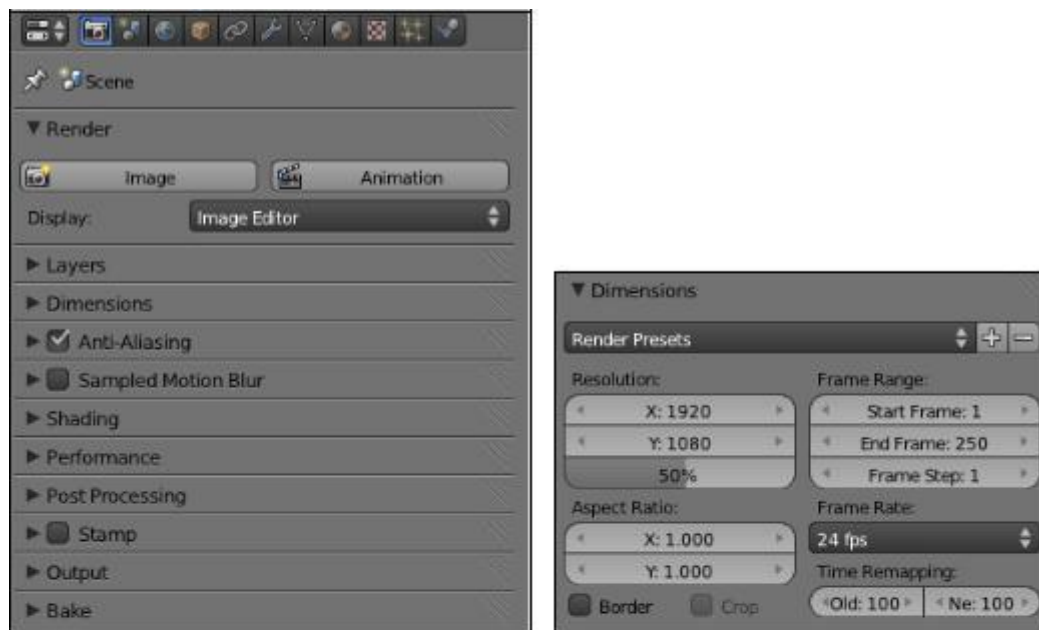 Scene
Render
Image Animation
Display: Image Editor
Layers
Dimensions
Anti-Aliasing
Sampled Motion Blur
Shading
Performance
Post Processing
Stamp
Output
Bake
Dimensions
Render Presets
Resolution: Frame Range:
X: 1920 Start Frame: 1
Y: 1080 End Frame: 250
50% Frame Step: 1
Aspect Ratio: Frame Rate:
X: 1.000 24 fps
Y: 1.000 Time Remapping:
Border Crop Old: 100 Ne: 100